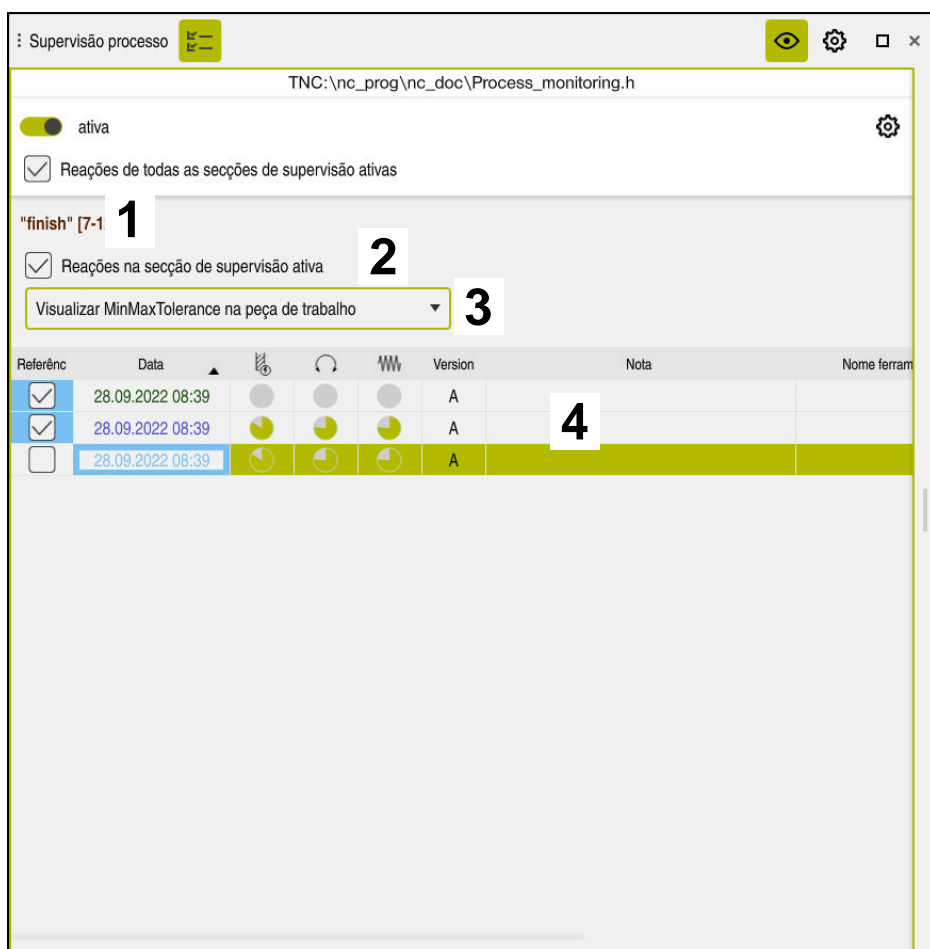 Supervisão processo
TNC:\nc_prog\nc_doc\Process_monitoring.h
ativa
Reações de todas as secções de supervisão ativas
"finish" [7-1
1
Reações na secção de supervisão ativa
2
Visualizar MinMaxTolerance na peça de trabalho
3
Referênc Data Version Nota Nome ferram
28.09.2022 08:39 A
28.09.2022 08:39 A
4
28.09.2022 08:39 A